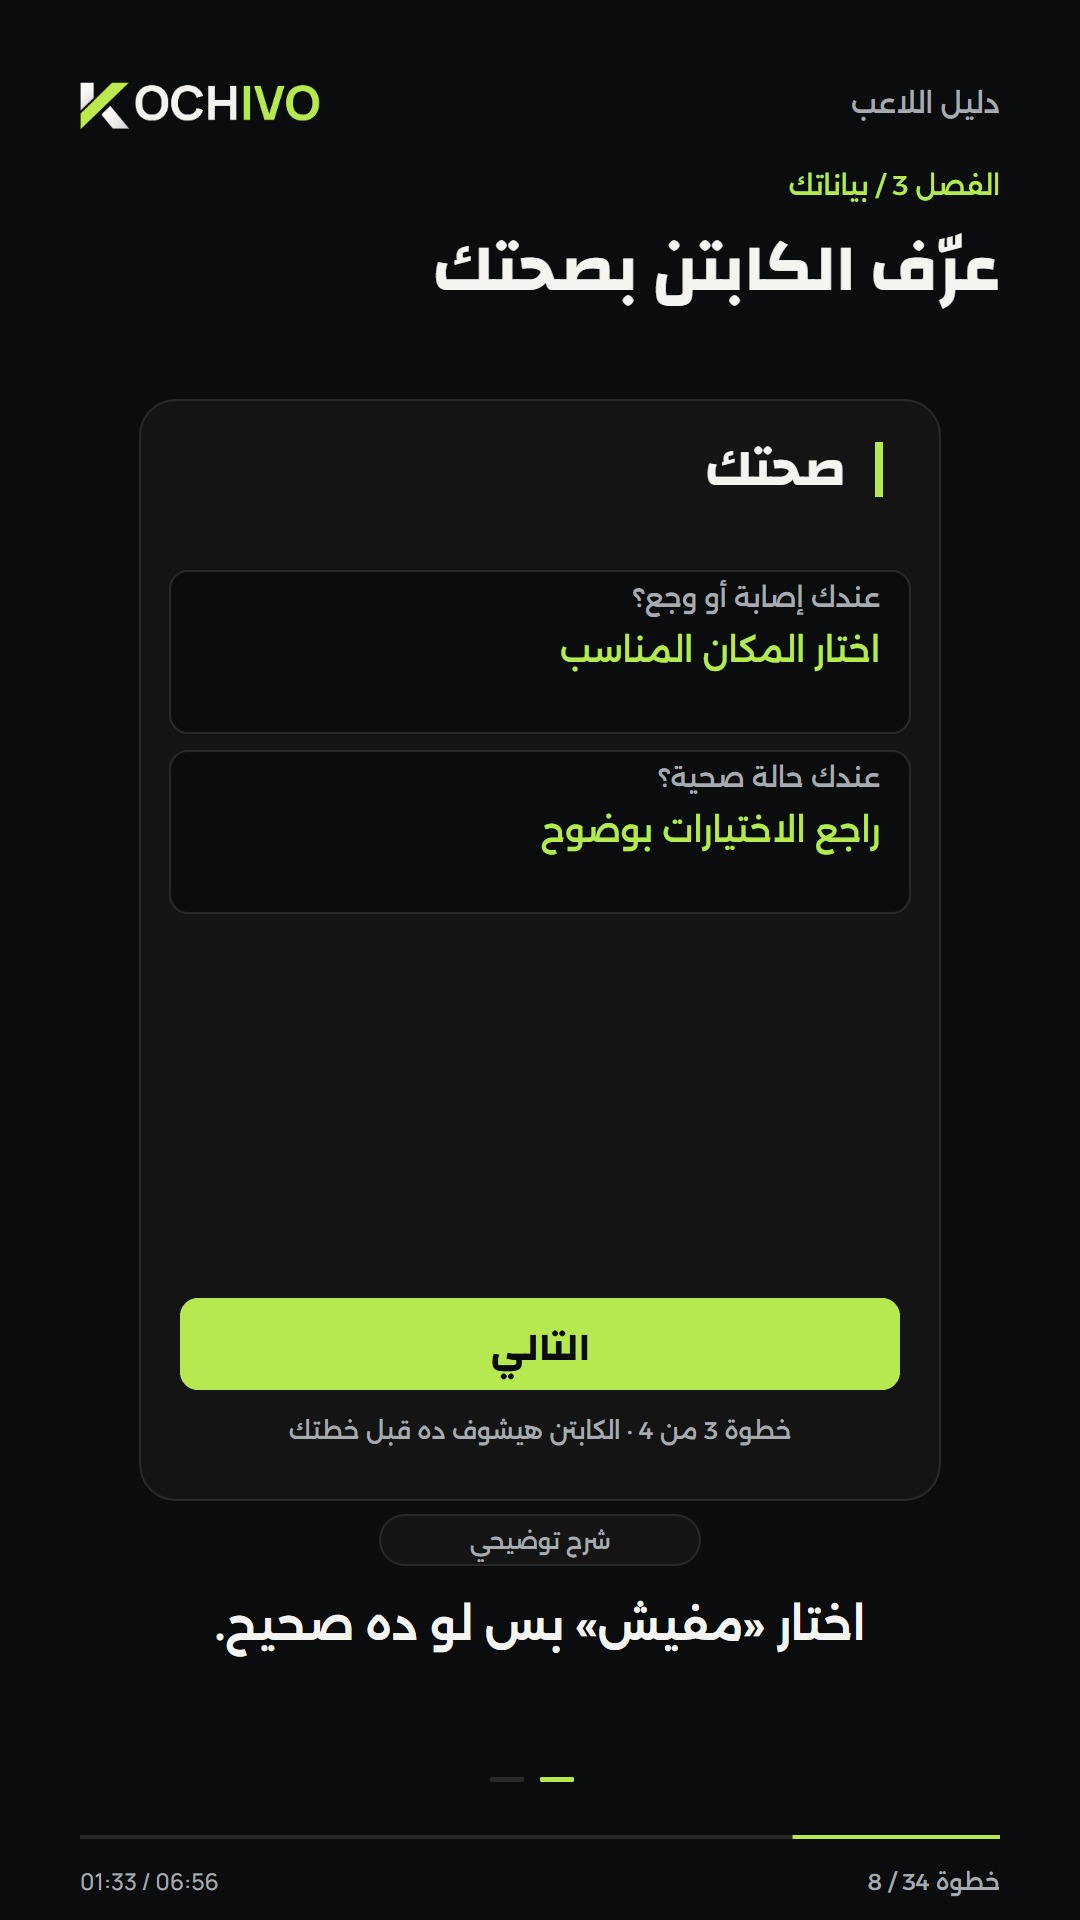 KOCHIVO
دليل اللاعب
الفصل 3 / بياناتك
عرّف الكابتن بصحتك
صحتك
عندك إصابة أو وجع؟
اختار المكان المناسب
عندك حالة صحية؟
راجع الاختيارات بوضوح
التالي
خطوة 3 من 4 · الكابتن هيشوف ده قبل خطتك
شرح توضيحي
اختار «مفيش» بس لو ده صحيح.
خطوة 8 / 34
01:33 / 06:56